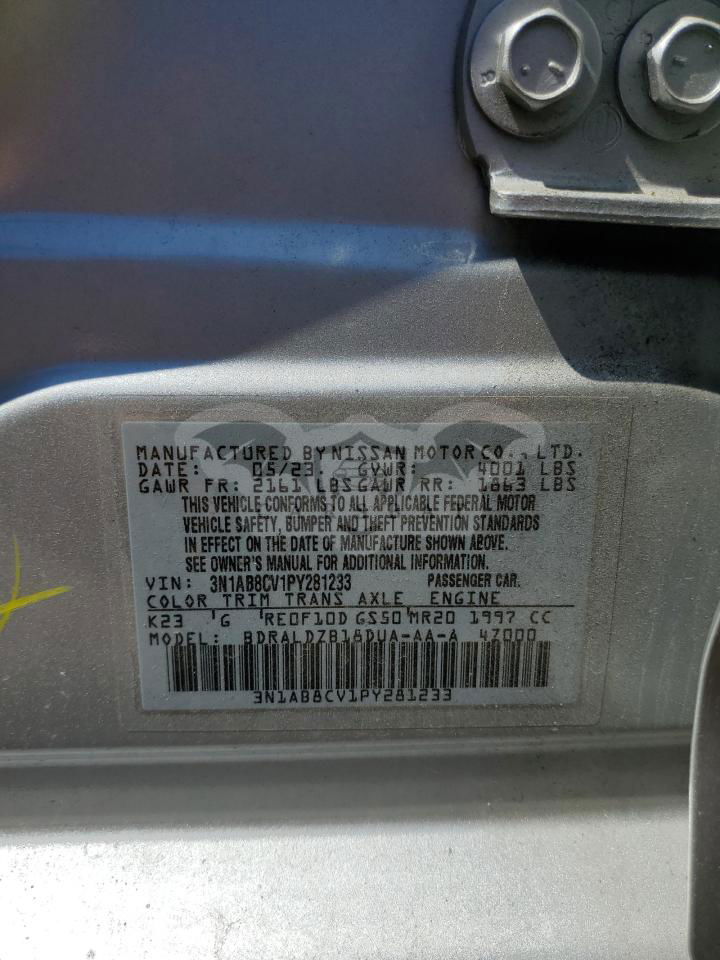 MANUFACTURED BY NISSAN MOTOR CO., LTD.
DATE: 05/23. GVWR: 4001 LBS
GAWR FR: 2161 LBS GAWR RR: 1863 LBS
THIS VEHICLE CONFORMS TO ALL APPLICABLE FEDERAL MOTOR
VEHICLE SAFETY, BUMPER AND THEFT PREVENTION STANDARDS
IN EFFECT ON THE DATE OF MANUFACTURE SHOWN ABOVE.
SEE OWNER'S MANUAL FOR ADDITIONAL INFORMATION.
VIN: 3N1AB8CV1PY281233 PASSENGER CAR.
COLOR TRIM TRANS AXLE ENGINE
K23 'G 'RE0F10D GS50'MR20 1997 CC
MODEL: BDRALDZB18DUA-AA-A 4Z000
3N1AB8CV1PY281233